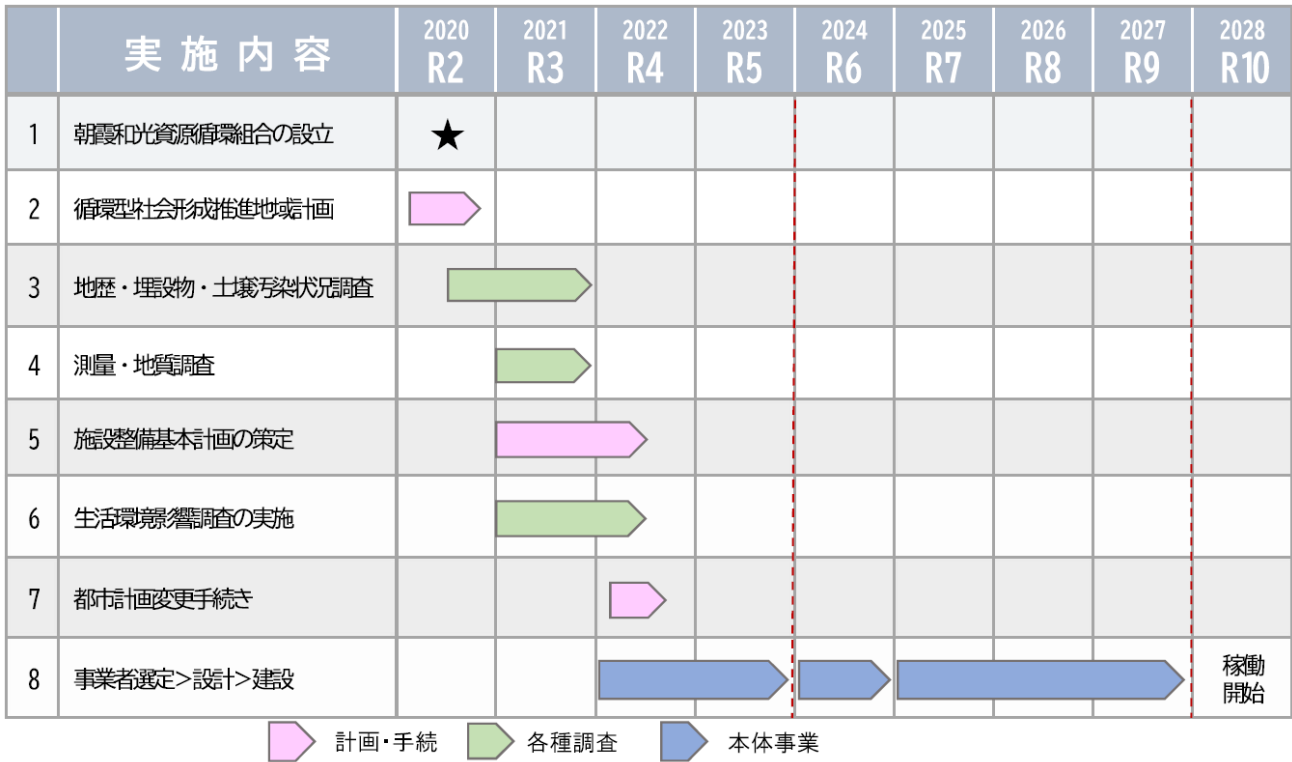 実施内容 2020 2021 2022 2023 2024 2025 2026 2027 2028
R2 R3 R4 R5 R6 R7 R8 R9 R10
1 朝霞和光資源循環組合の設立 ★
2 循環型社会形成推進地域計画
3 地歴・埋設物・土壌汚染状況調査
4 測量・地質調査
5 施設整備基本計画の策定
6 生活環境影響調査の実施
7 都市計画変更手続き
8 事業者選定>設計>建設 稼働
開始
計画・手続 各種調査 本体事業